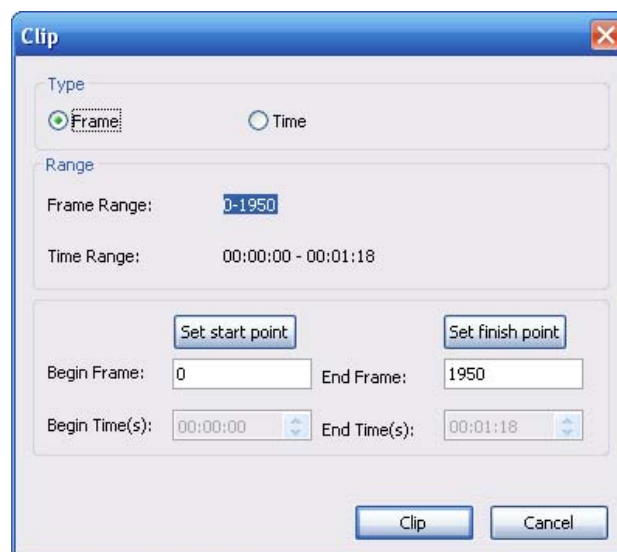 Clip
Type
Frame Time
Range
Frame Range: 0-1950
Time Range: 00:00:00 - 00:01:18
Set start point Set finish point
Begin Frame: 0 End Frame: 1950
Begin Time(s): 00:00:00 End Time(s): 00:01:18
Clip Cancel